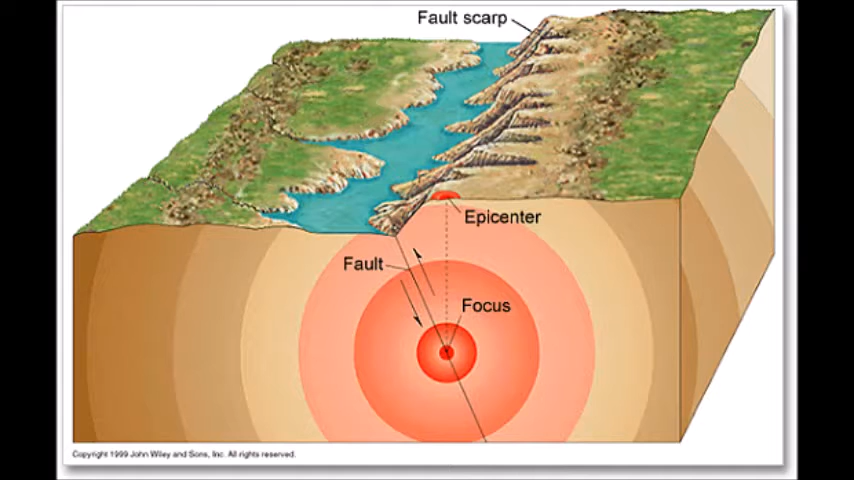 Fault scarp
Epicenter
Fault
Focus
Copyright 1999 John Wiley and Sons, Inc. All rights reserved.